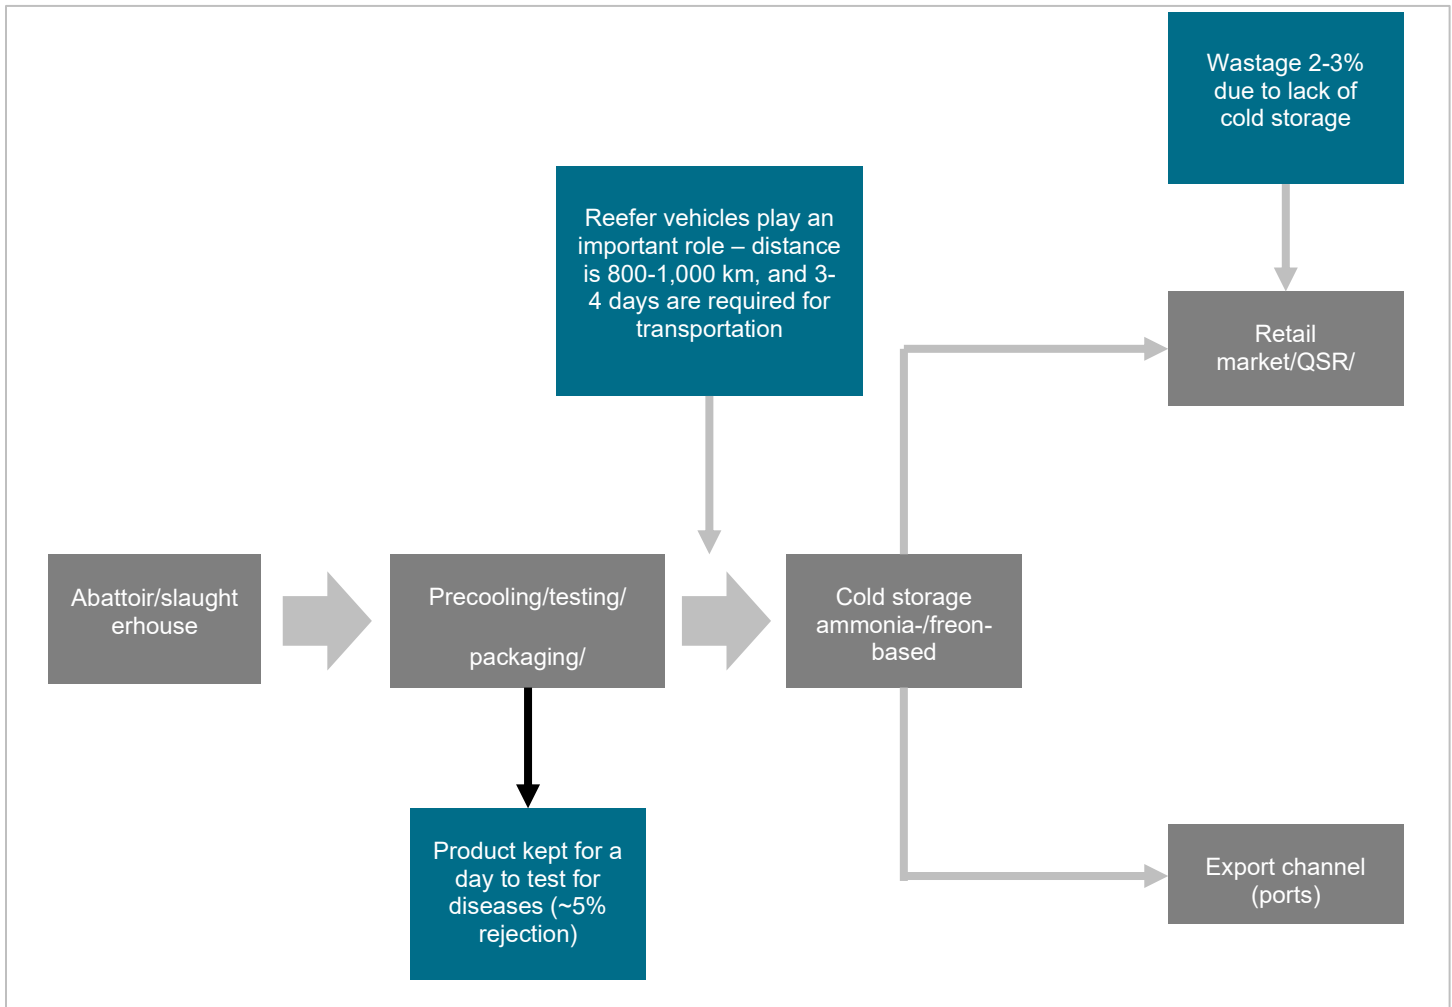 Wastage 2-3%
due to lack of
cold storage
Reefer vehicles play an
important role – distance
is 800-1,000 km, and 3-
4 days are required for
transportation
Retail
market/QSR/
Abattoir/slaught
erhouse
Precooling/testing/
packaging/
Cold storage
ammonia-/freon-
based
Product kept for a
day to test for
diseases (~5%
rejection)
Export channel
(ports)